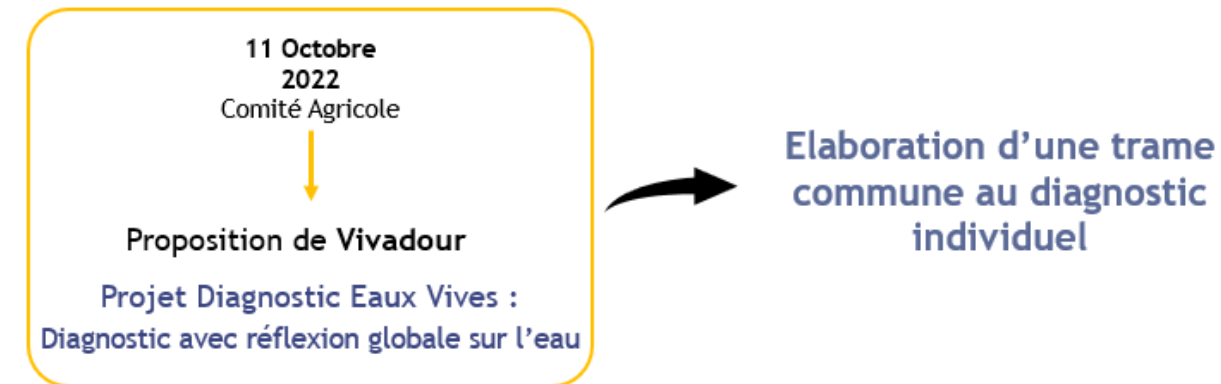 11 Octobre
2022
Comité Agricole
Proposition de Vivadour
Projet Diagnostic Eaux Vives :
Diagnostic avec réflexion globale sur l'eau
Elaboration d'une trame
commune au diagnostic
individuel